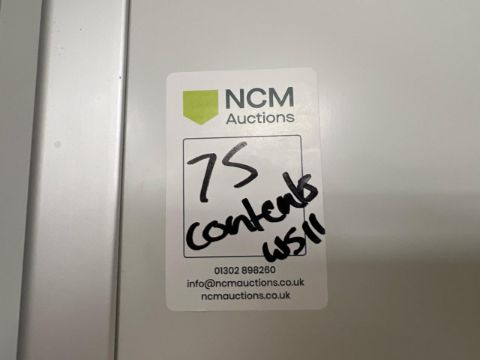 NCM
Auctions
75
contents
WS11
01302 898260
info@ncmauctions.co.uk
ncmauctions.co.uk